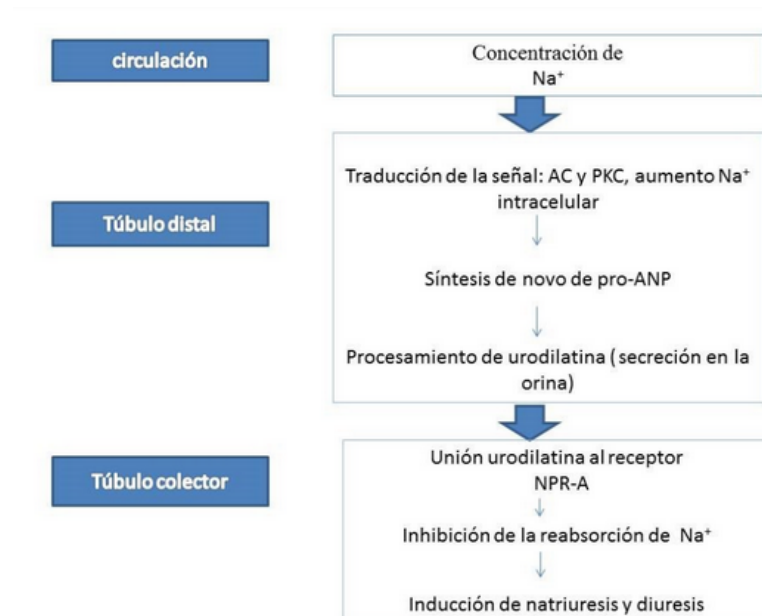 circulación
Concentración de
Na⁺
Túbulo distal
Traducción de la señal: AC y PKC, aumento Na⁺
intracelular
Síntesis de novo de pro-ANP
Procesamiento de urodilatina ( secreción en la
orina)
Túbulo colector
Unión urodilatina al receptor
NPR-A
Inhibición de la reabsorción de Na⁺
Inducción de natriuresis y diuresis